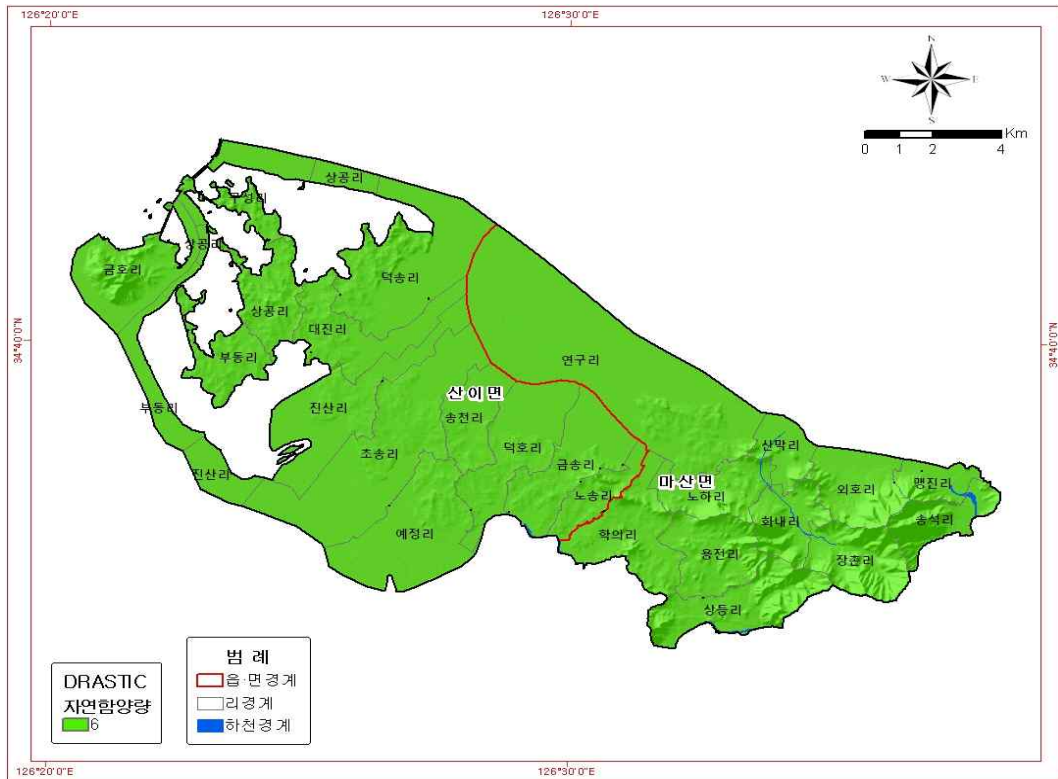 126°20'0"E 126°30'0"E
N
W E
S
Km
0 1 2 4
상공리
구성리
상공리
금호리
덕송리
상공리
대진리
34°40'0"N 34°40'0"N
부동리
연구리
산이면
부동리
진산리
송천리
덕호리
산막리
초송리
금송리
진산리
마산면
맹진리
외호리
노송리
노하리
송석리
화내리
예정리
학의리
용전리
장촌리
상등리
범 례
DRASTIC
자연함양량
6
읍·면경계
리경계
하천경계
126°20'0"E 126°30'0"E